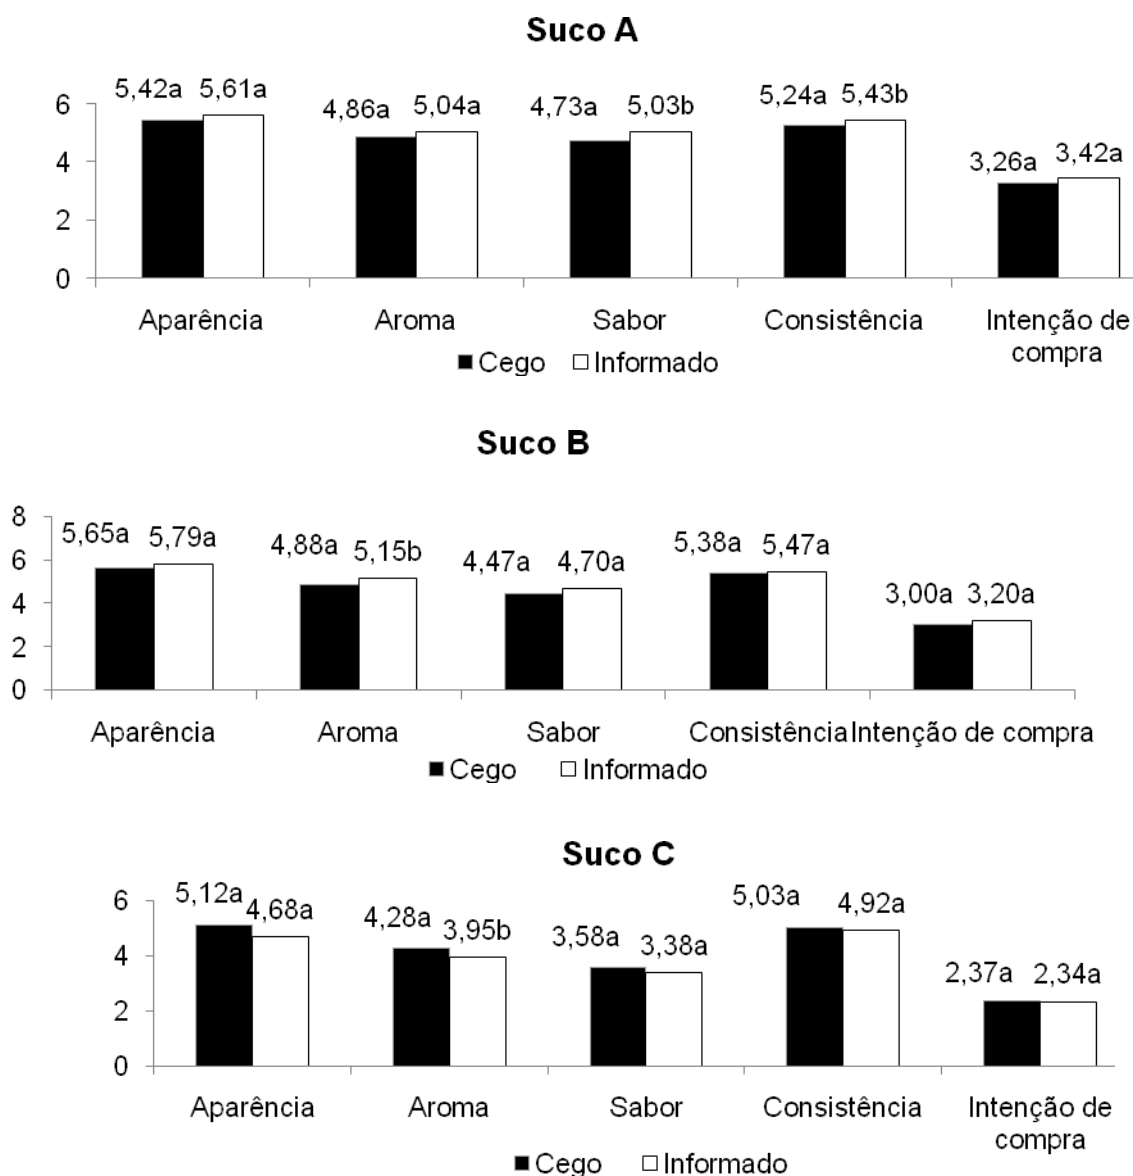 Suco A
5,42a 5,61a 4,86a 5,04a 4,73a 5,03b 5,24a 5,43b 3,26a 3,42a
6
4
2
0
Aparência Aroma Sabor Consistência Intenção de compra
Cego Informado
Suco B
5,65a 5,79a 4,88a 5,15b 4,47a 4,70a 5,38a 5,47a 3,00a 3,20a
8
6
4
2
0
Aparência Aroma Sabor Consistência Intenção de compra
Cego Informado
Suco C
5,12a 4,68a 4,28a 3,95b 3,58a 3,38a 5,03a 4,92a 2,37a 2,34a
6
4
2
0
Aparência Aroma Sabor Consistência Intenção de compra
Cego Informado